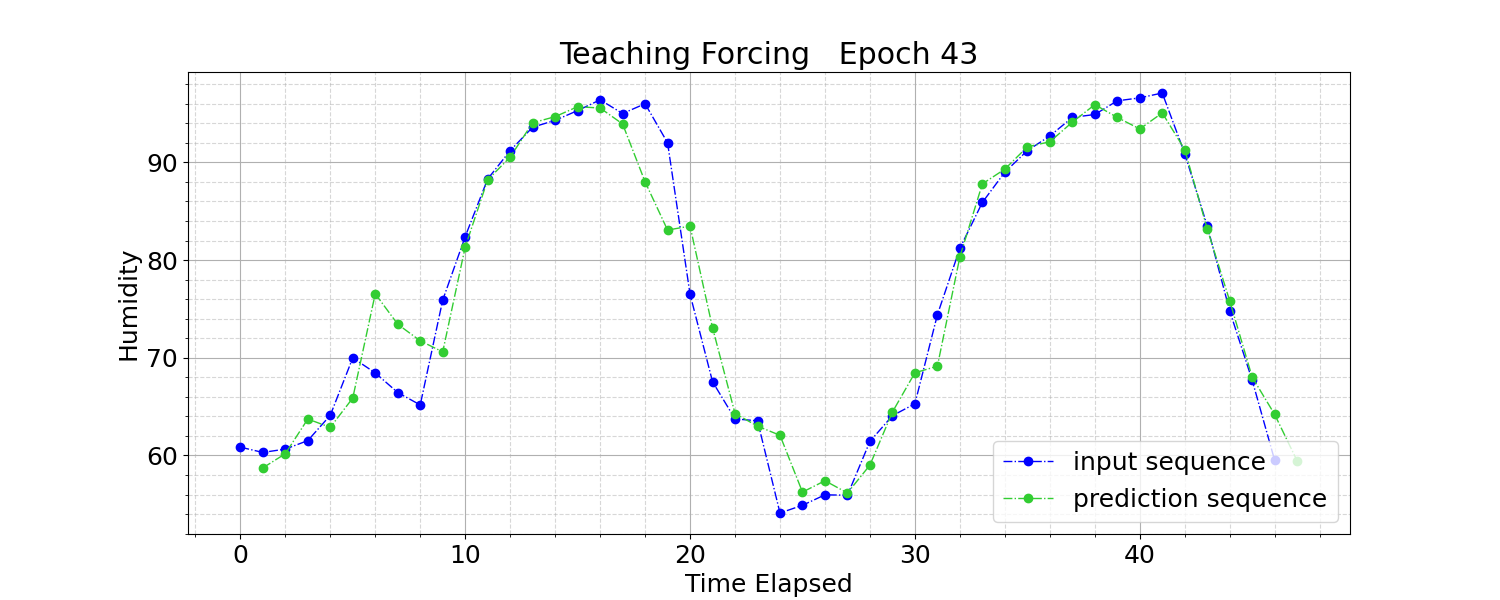 Teaching Forcing   Epoch 43
Humidity
90
80
70
60
0
10
20
30
40
Time Elapsed
input sequence
prediction sequence